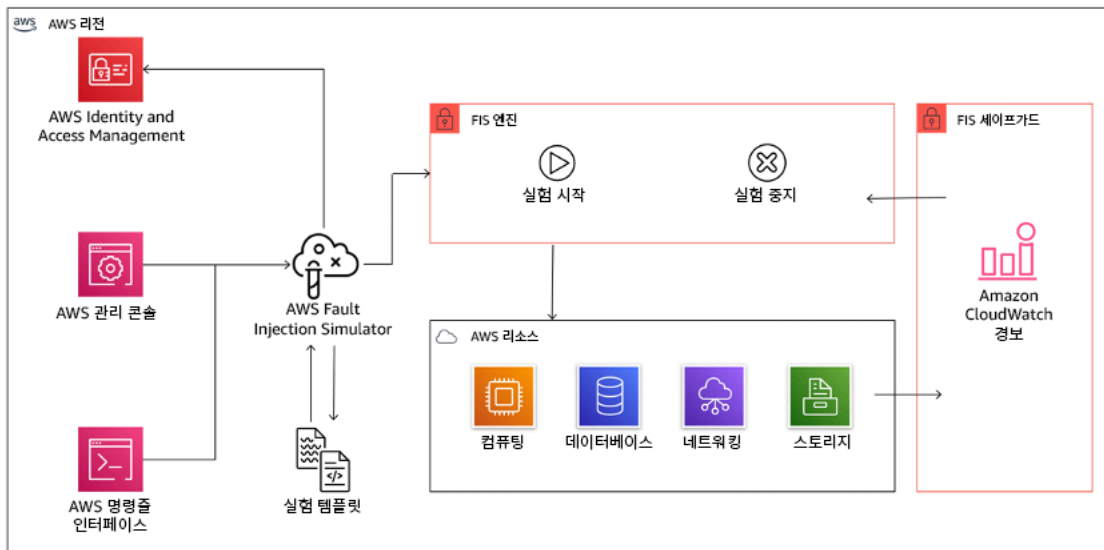 aws
AWS 리전
AWS Identity and
Access Management
FIS 엔진
FIS 세이프가드
실험 시작
실험 중지
AWS 관리 콘솔
AWS Fault
Injection Simulator
Amazon
CloudWatch
경보
AWS 리소스
컴퓨팅
데이터베이스
네트워킹
스토리지
AWS 명령줄
인터페이스
실험 템플릿